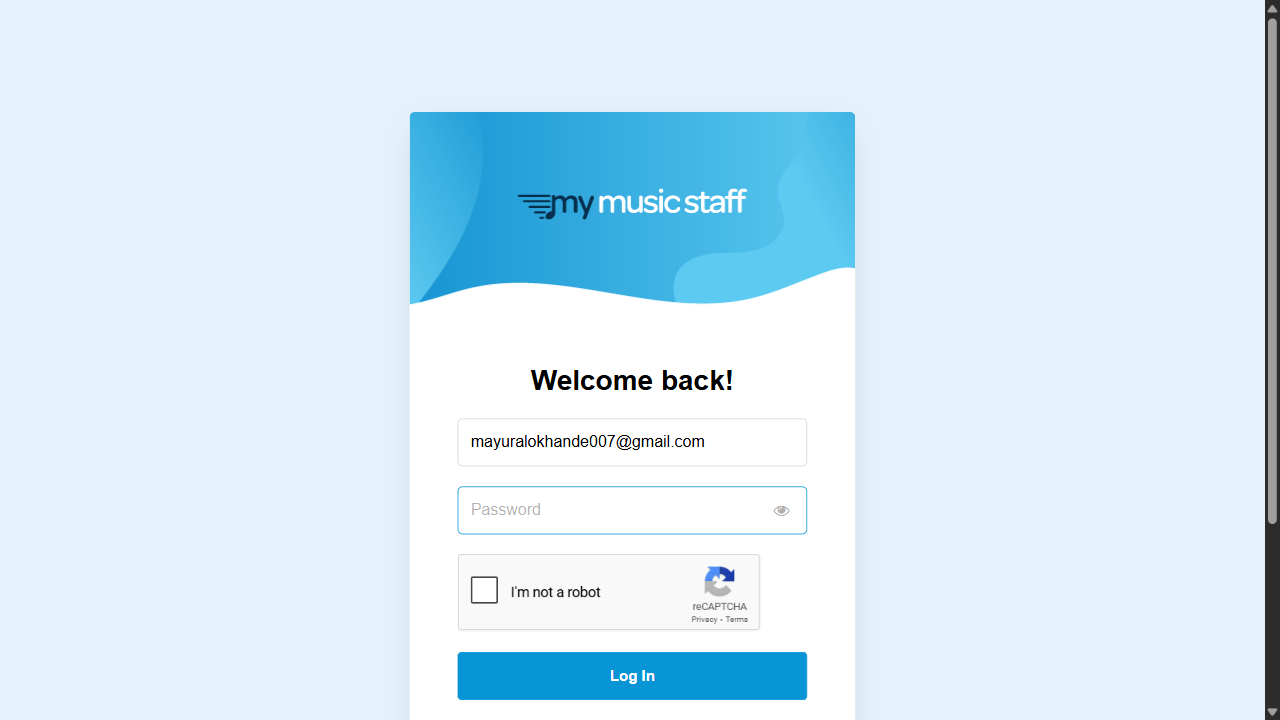 my music staff
Welcome back!
mayuralokhande007@gmail.com
Password
I'm not a robot
reCAPTCHA
Privacy - Terms
Log In